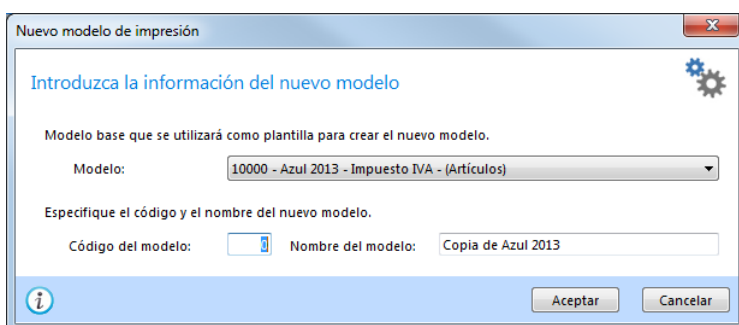 Nuevo modelo de impresión
Introduzca la información del nuevo modelo
Modelo base que se utilizará como plantilla para crear el nuevo modelo.
Modelo: 10000 - Azul 2013 - Impuesto IVA - (Artículos)
Especifique el código y el nombre del nuevo modelo.
Código del modelo: 0 Nombre del modelo: Copia de Azul 2013
Aceptar Cancelar